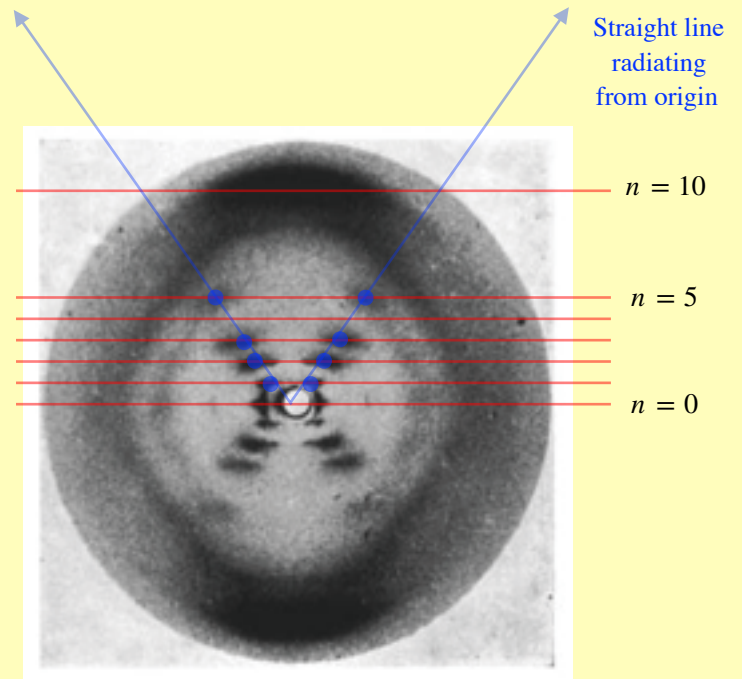 Straight line
radiating
from origin
n = 10
n = 5
n = 0